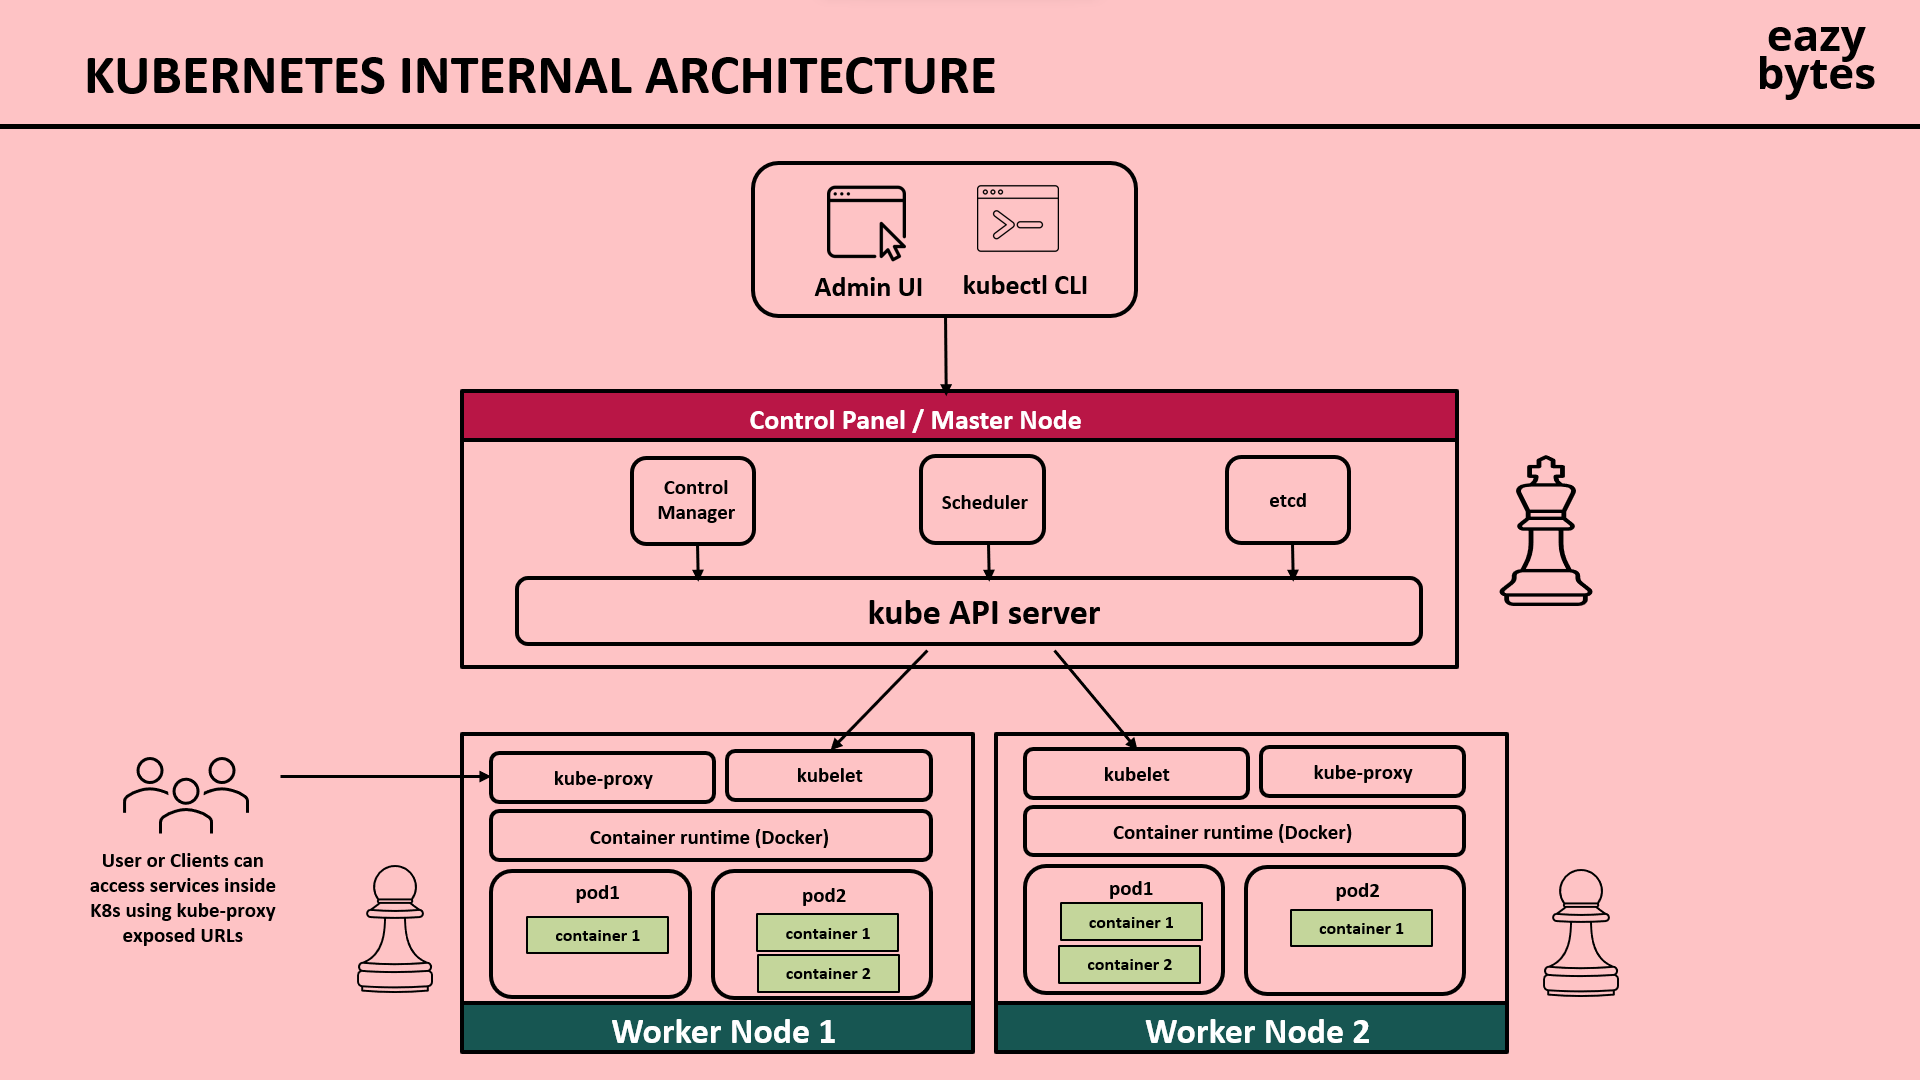 KUBERNETES INTERNAL ARCHITECTURE
eazy
bytes
Admin UI
kubectl CLI
Control Panel / Master Node
Control
Manager
Scheduler
etcd
kube API server
kube-proxy
kubelet
Container runtime (Docker)
pod1
container 1
pod2
container 1
container 2
Worker Node 1
kubelet
kube-proxy
Container runtime (Docker)
pod1
container 1
container 2
pod2
container 1
Worker Node 2
User or Clients can
access services inside
K8s using kube-proxy
exposed URLs